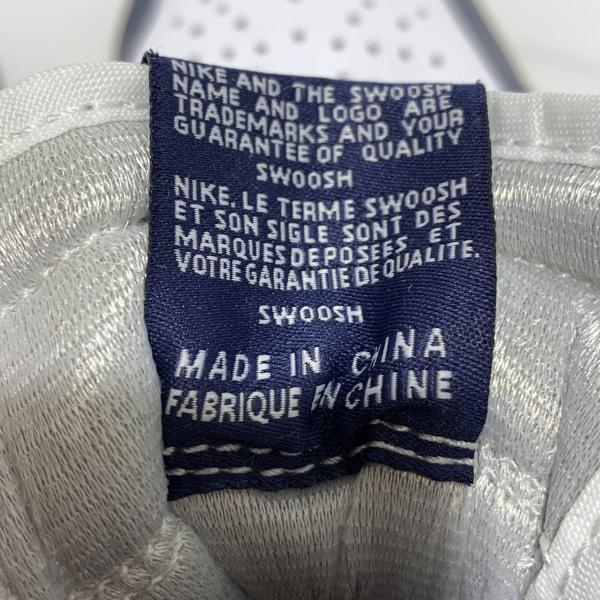 NIKE AND THE SWOOSH
NAME AND LOGO ARE
TRADEMARKS AND YOUR
GUARANTEE OF QUALITY
SWOOSH
NIKE. LE TERME SWOOSH
ET SON SIGLE SONT DES
MARQUES DEPOSEES ET
VOTRE GARANTIE DE QUALITE.
SWOOSH
MADE IN CHINA
FABRIQUE EN CHINE